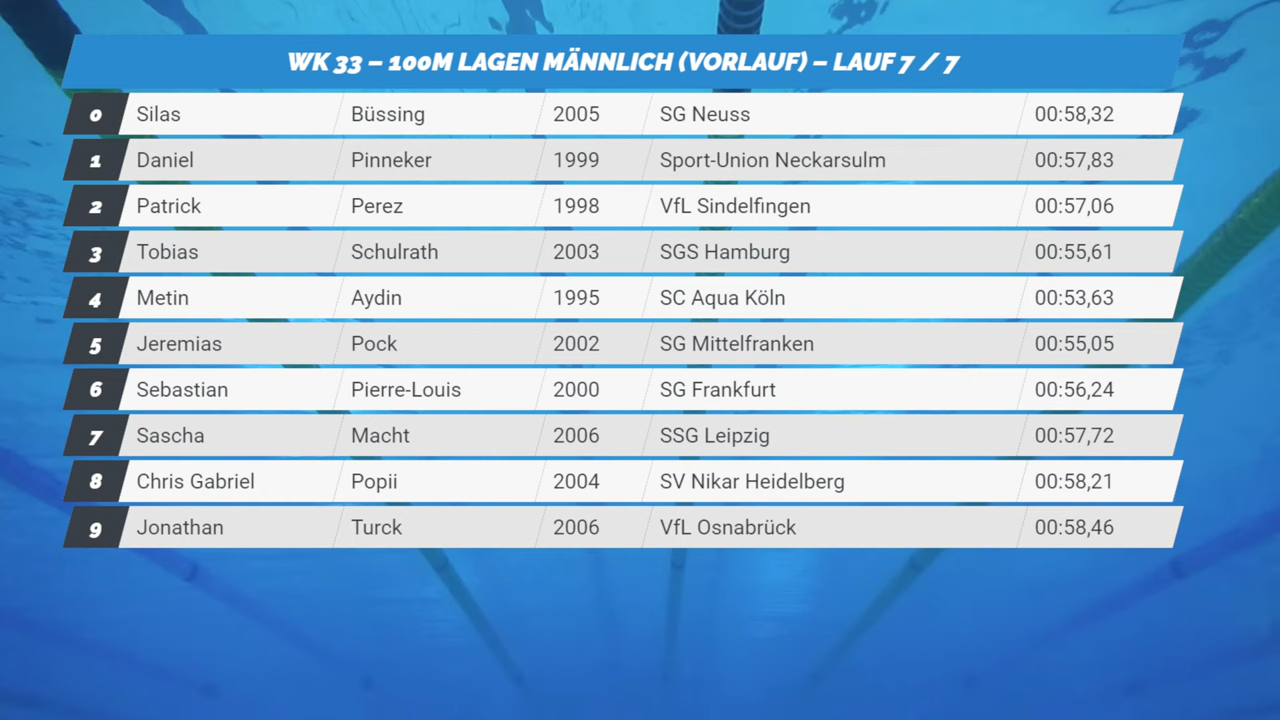 WK 33 – 100M LAGEN MÄNNLICH (VORLAUF) – LAUF 7 / 7
0 Silas Büssing 2005 SG Neuss 00:58,32
1 Daniel Pinneker 1999 Sport-Union Neckarsulm 00:57,83
2 Patrick Perez 1998 VfL Sindelfingen 00:57,06
3 Tobias Schulrath 2003 SGS Hamburg 00:55,61
4 Metin Aydin 1995 SC Aqua Köln 00:53,63
5 Jeremias Pock 2002 SG Mittelfranken 00:55,05
6 Sebastian Pierre-Louis 2000 SG Frankfurt 00:56,24
7 Sascha Macht 2006 SSG Leipzig 00:57,72
8 Chris Gabriel Popii 2004 SV Nikar Heidelberg 00:58,21
9 Jonathan Turck 2006 VfL Osnabrück 00:58,46